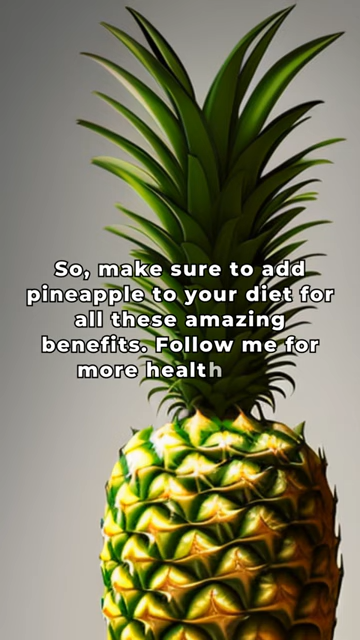 So, make sure to add
pineapple to your diet for
all these amazing
benefits. Follow me for
more health